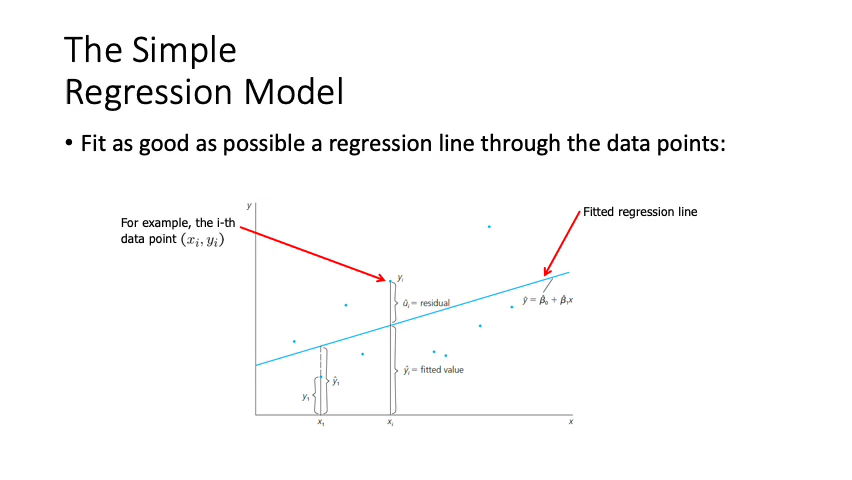 The Simple
Regression Model
• Fit as good as possible a regression line through the data points:
For example, the i-th
data point (xᵢ, yᵢ)
Fitted regression line
y
yᵢ
ûᵢ = residual
ŷ = β̂₀ + β̂₁x
ŷᵢ = fitted value
ŷ₁
y₁
x₁
xᵢ
x